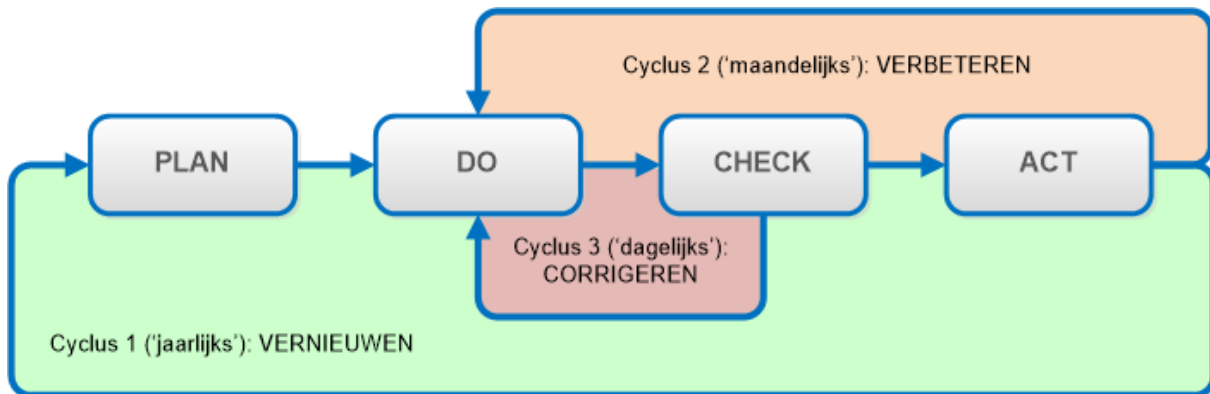 Cyclus 2 (‘maandelijks’): VERBETEREN
PLAN
DO
CHECK
ACT
Cyclus 3 (‘dagelijks’):
CORRIGEREN
Cyclus 1 (‘jaarlijks’): VERNIEUWEN